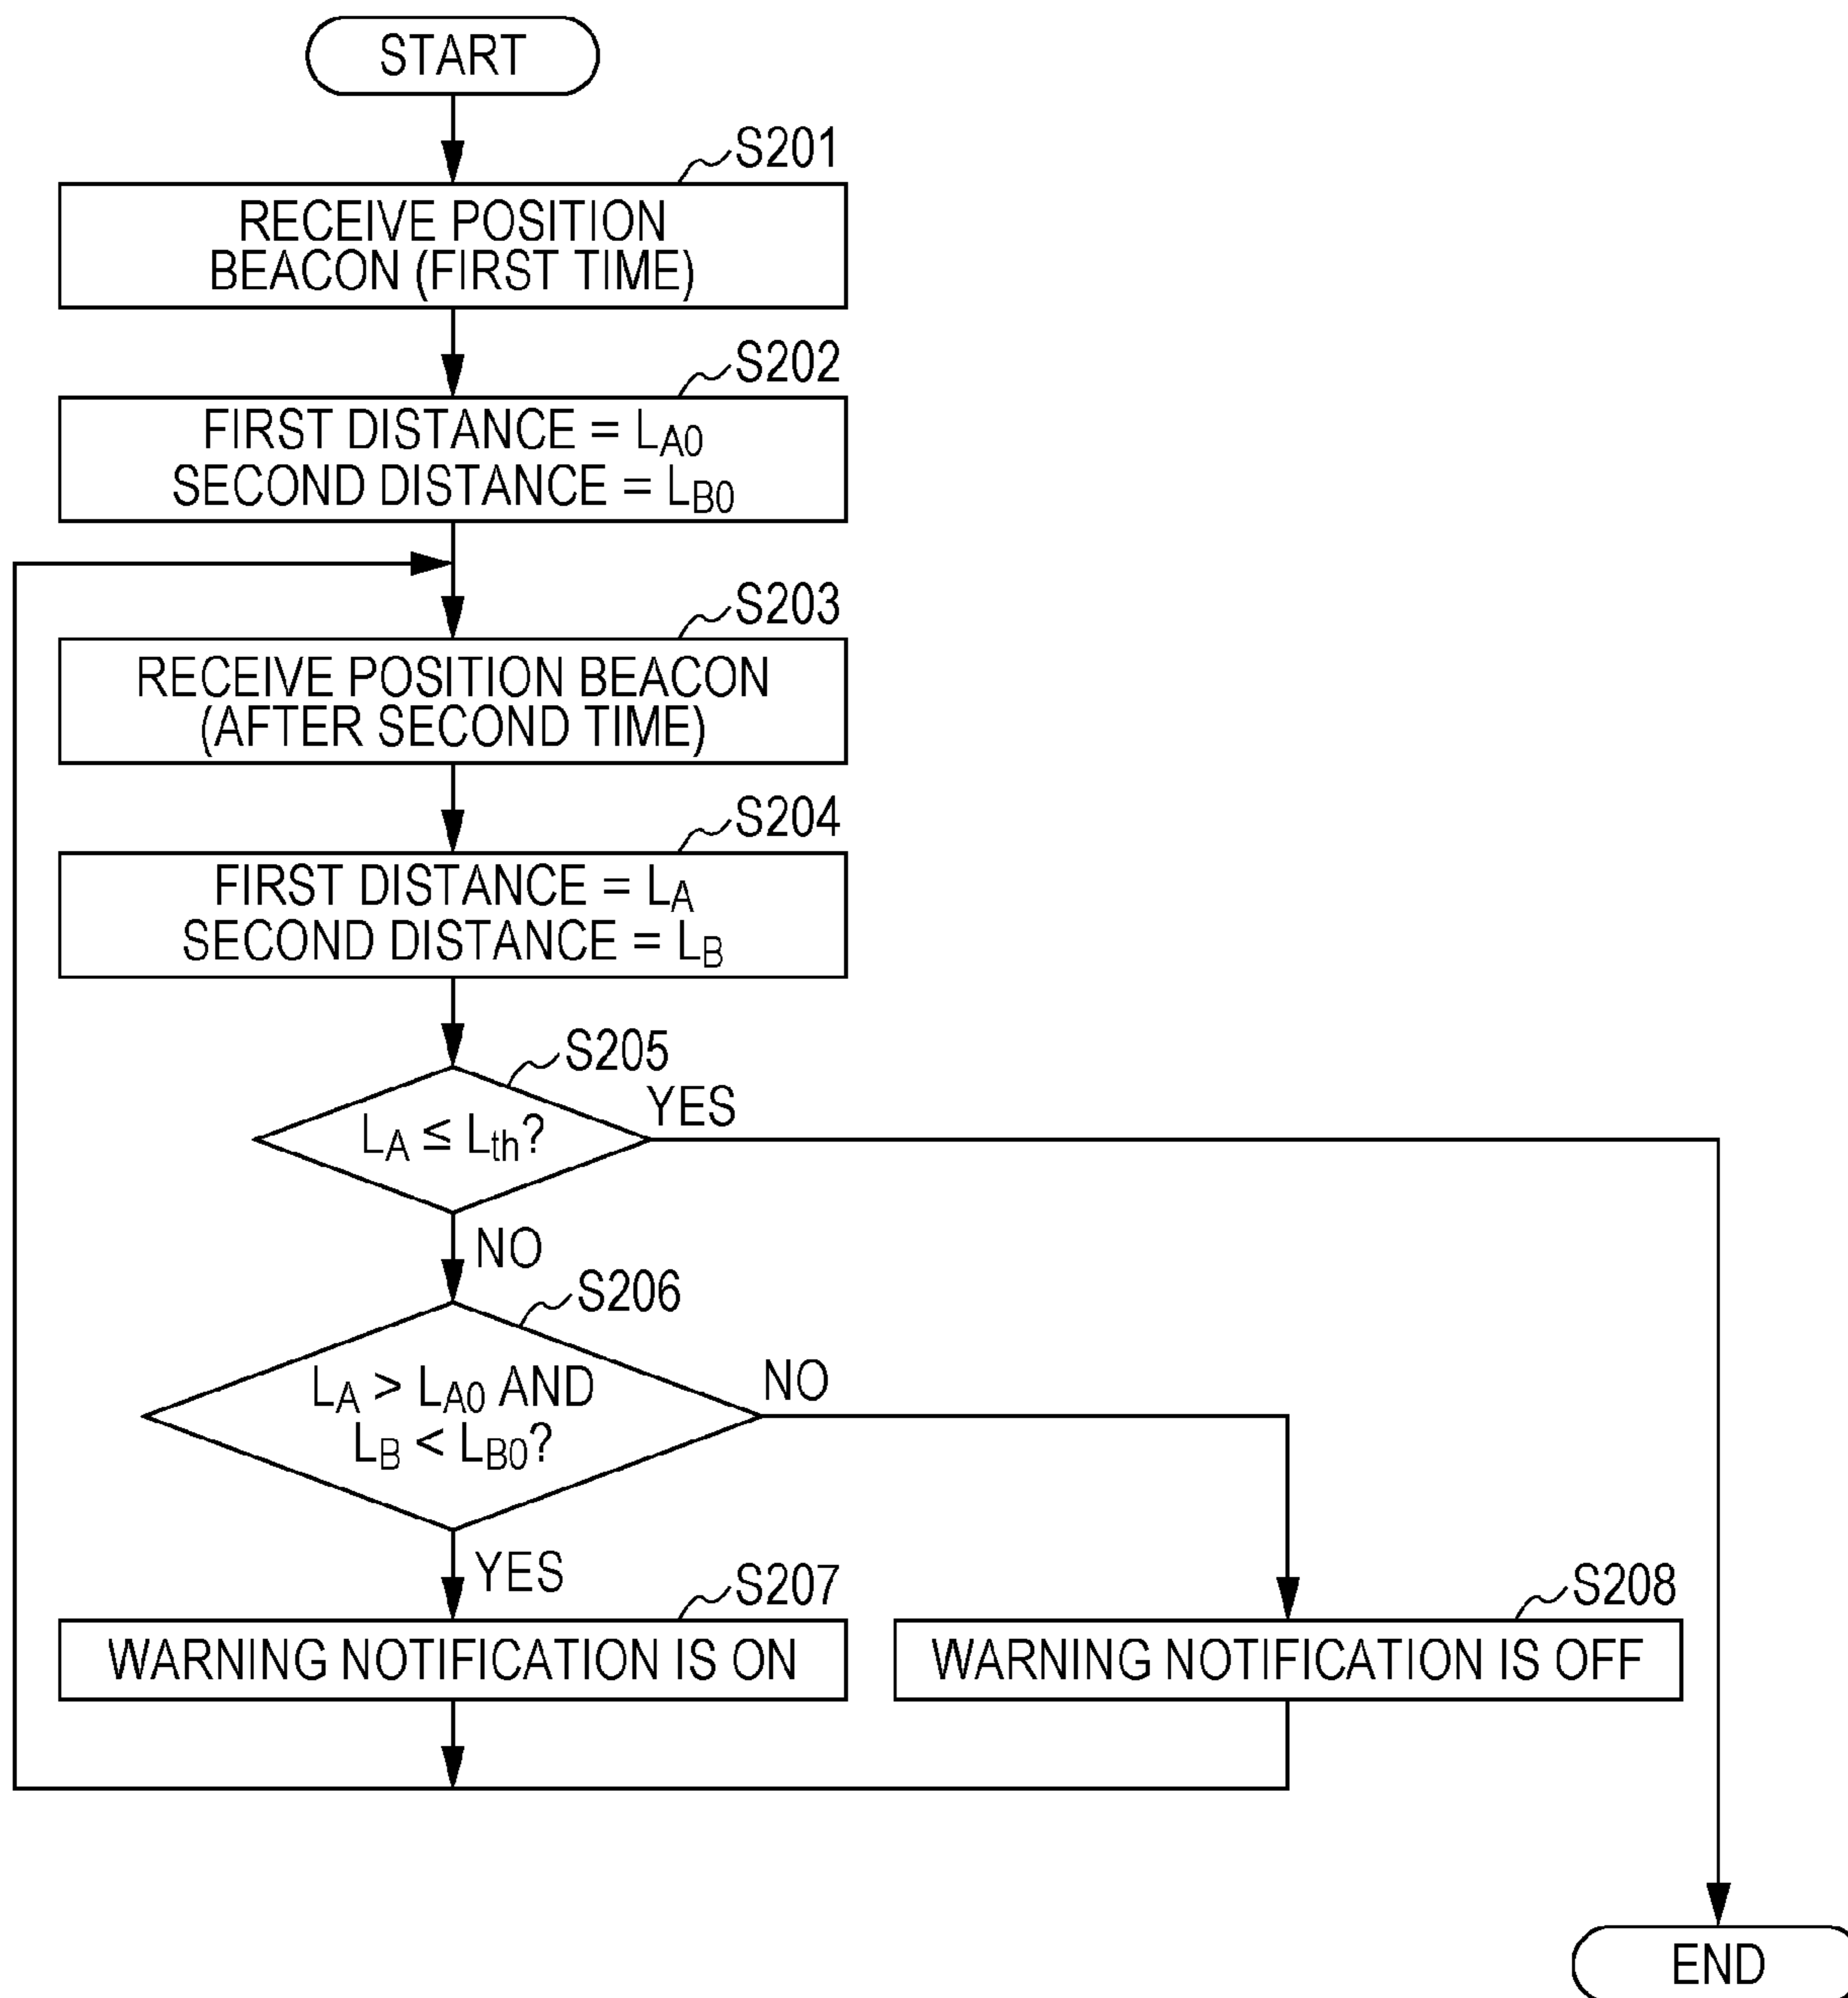 START
S201
RECEIVE POSITION
BEACON (FIRST TIME)
S202
FIRST DISTANCE = LA0
SECOND DISTANCE = LB0
S203
RECEIVE POSITION BEACON
(AFTER SECOND TIME)
S204
FIRST DISTANCE = LA
SECOND DISTANCE = LB
S205
LA ≤ Lth?
YES
NO
S206
LA > LA0 AND
LB < LB0?
NO
YES
S207
WARNING NOTIFICATION IS ON
S208
WARNING NOTIFICATION IS OFF
END